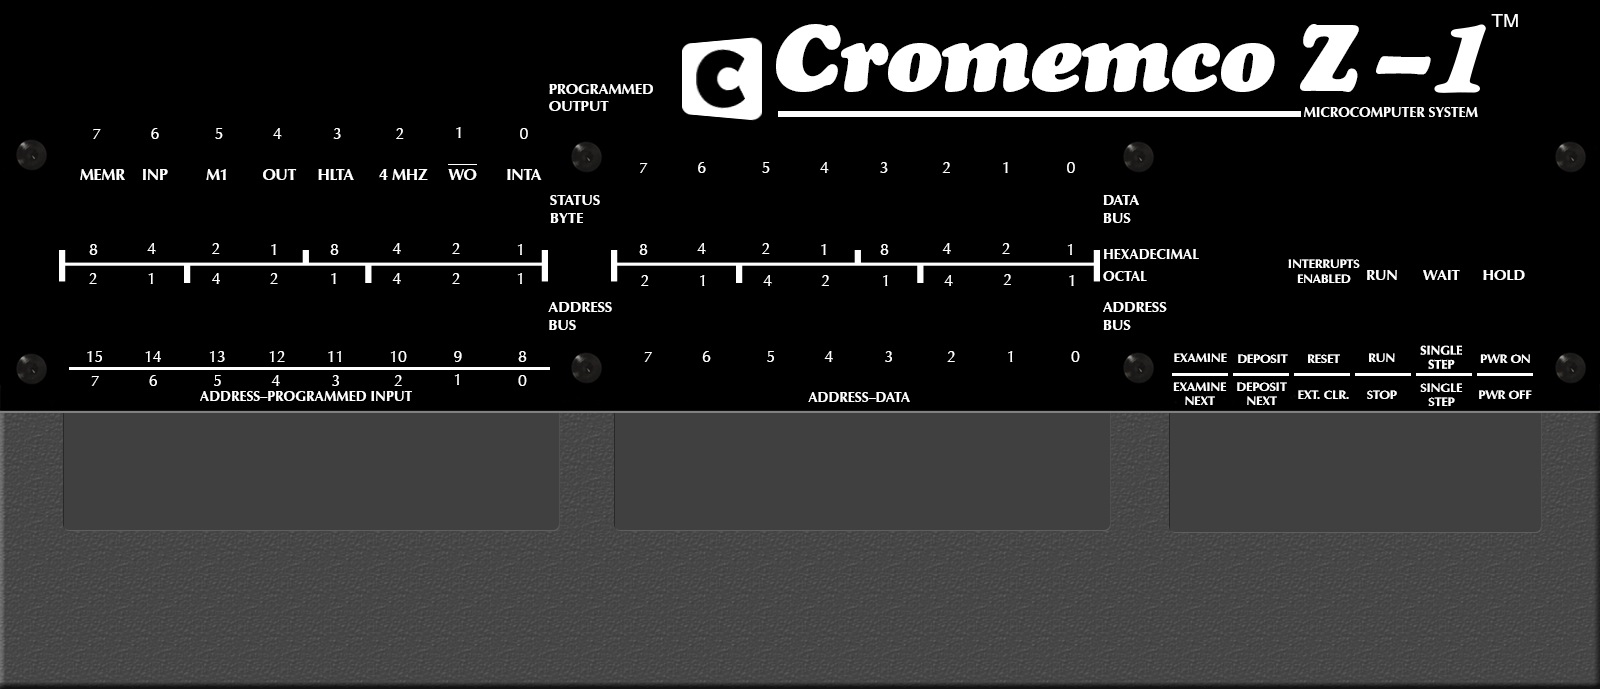 C Cromemco Z-1 TM
MICROCOMPUTER SYSTEM
PROGRAMMED
OUTPUT
7 6 5 4 3 2 1 0
MEMR INP M1 OUT HLTA 4 MHZ W̅O̅ INTA
7 6 5 4 3 2 1 0
STATUS
BYTE
DATA
BUS
8 4 2 1 8 4 2 1
8 4 2 1 8 4 2 1 HEXADECIMAL
2 1 4 2 1 4 2 1
2 1 4 2 1 4 2 1 OCTAL
INTERRUPTS
ENABLED
RUN WAIT HOLD
ADDRESS
BUS
ADDRESS
BUS
15 14 13 12 11 10 9 8
7 6 5 4 3 2 1 0
ADDRESS–PROGRAMMED INPUT
7 6 5 4 3 2 1 0
ADDRESS–DATA
EXAMINE
EXAMINE
NEXT
DEPOSIT
DEPOSIT
NEXT
RESET
EXT. CLR.
RUN
STOP
SINGLE
STEP
SINGLE
STEP
PWR ON
PWR OFF